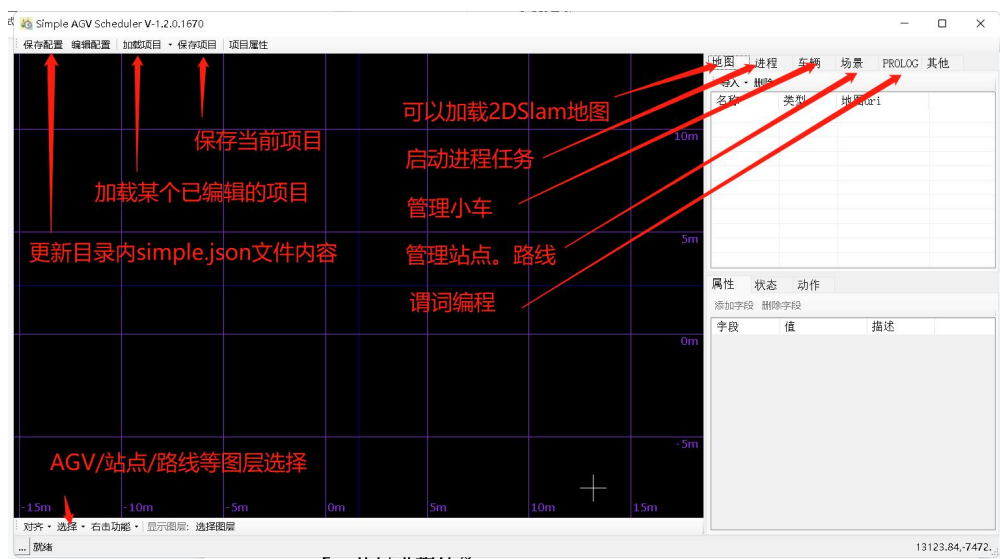 Simple AGV Scheduler V-1.2.0.1670
保存配置 编辑配置 加载项目 保存项目 项目属性
地图 进程 车辆 场景 PROLOG 其他
导入 删除
名称 类型 地图uri
可以加载2DSlam地图
10m
保存当前项目
启动进程任务
加载某个已编辑的项目
管理小车
5m
更新目录内simple.json文件内容
管理站点。路线
属性 状态 动作
谓词编程
添加字段 删除字段
字段 值 描述
0m
-5m
AGV/站点/路线等图层选择
-15m -10m -5m 0m 5m 10m 15m
对齐 选择 右击功能 显示图层: 选择图层
... 就绪 13123.84,-7472.